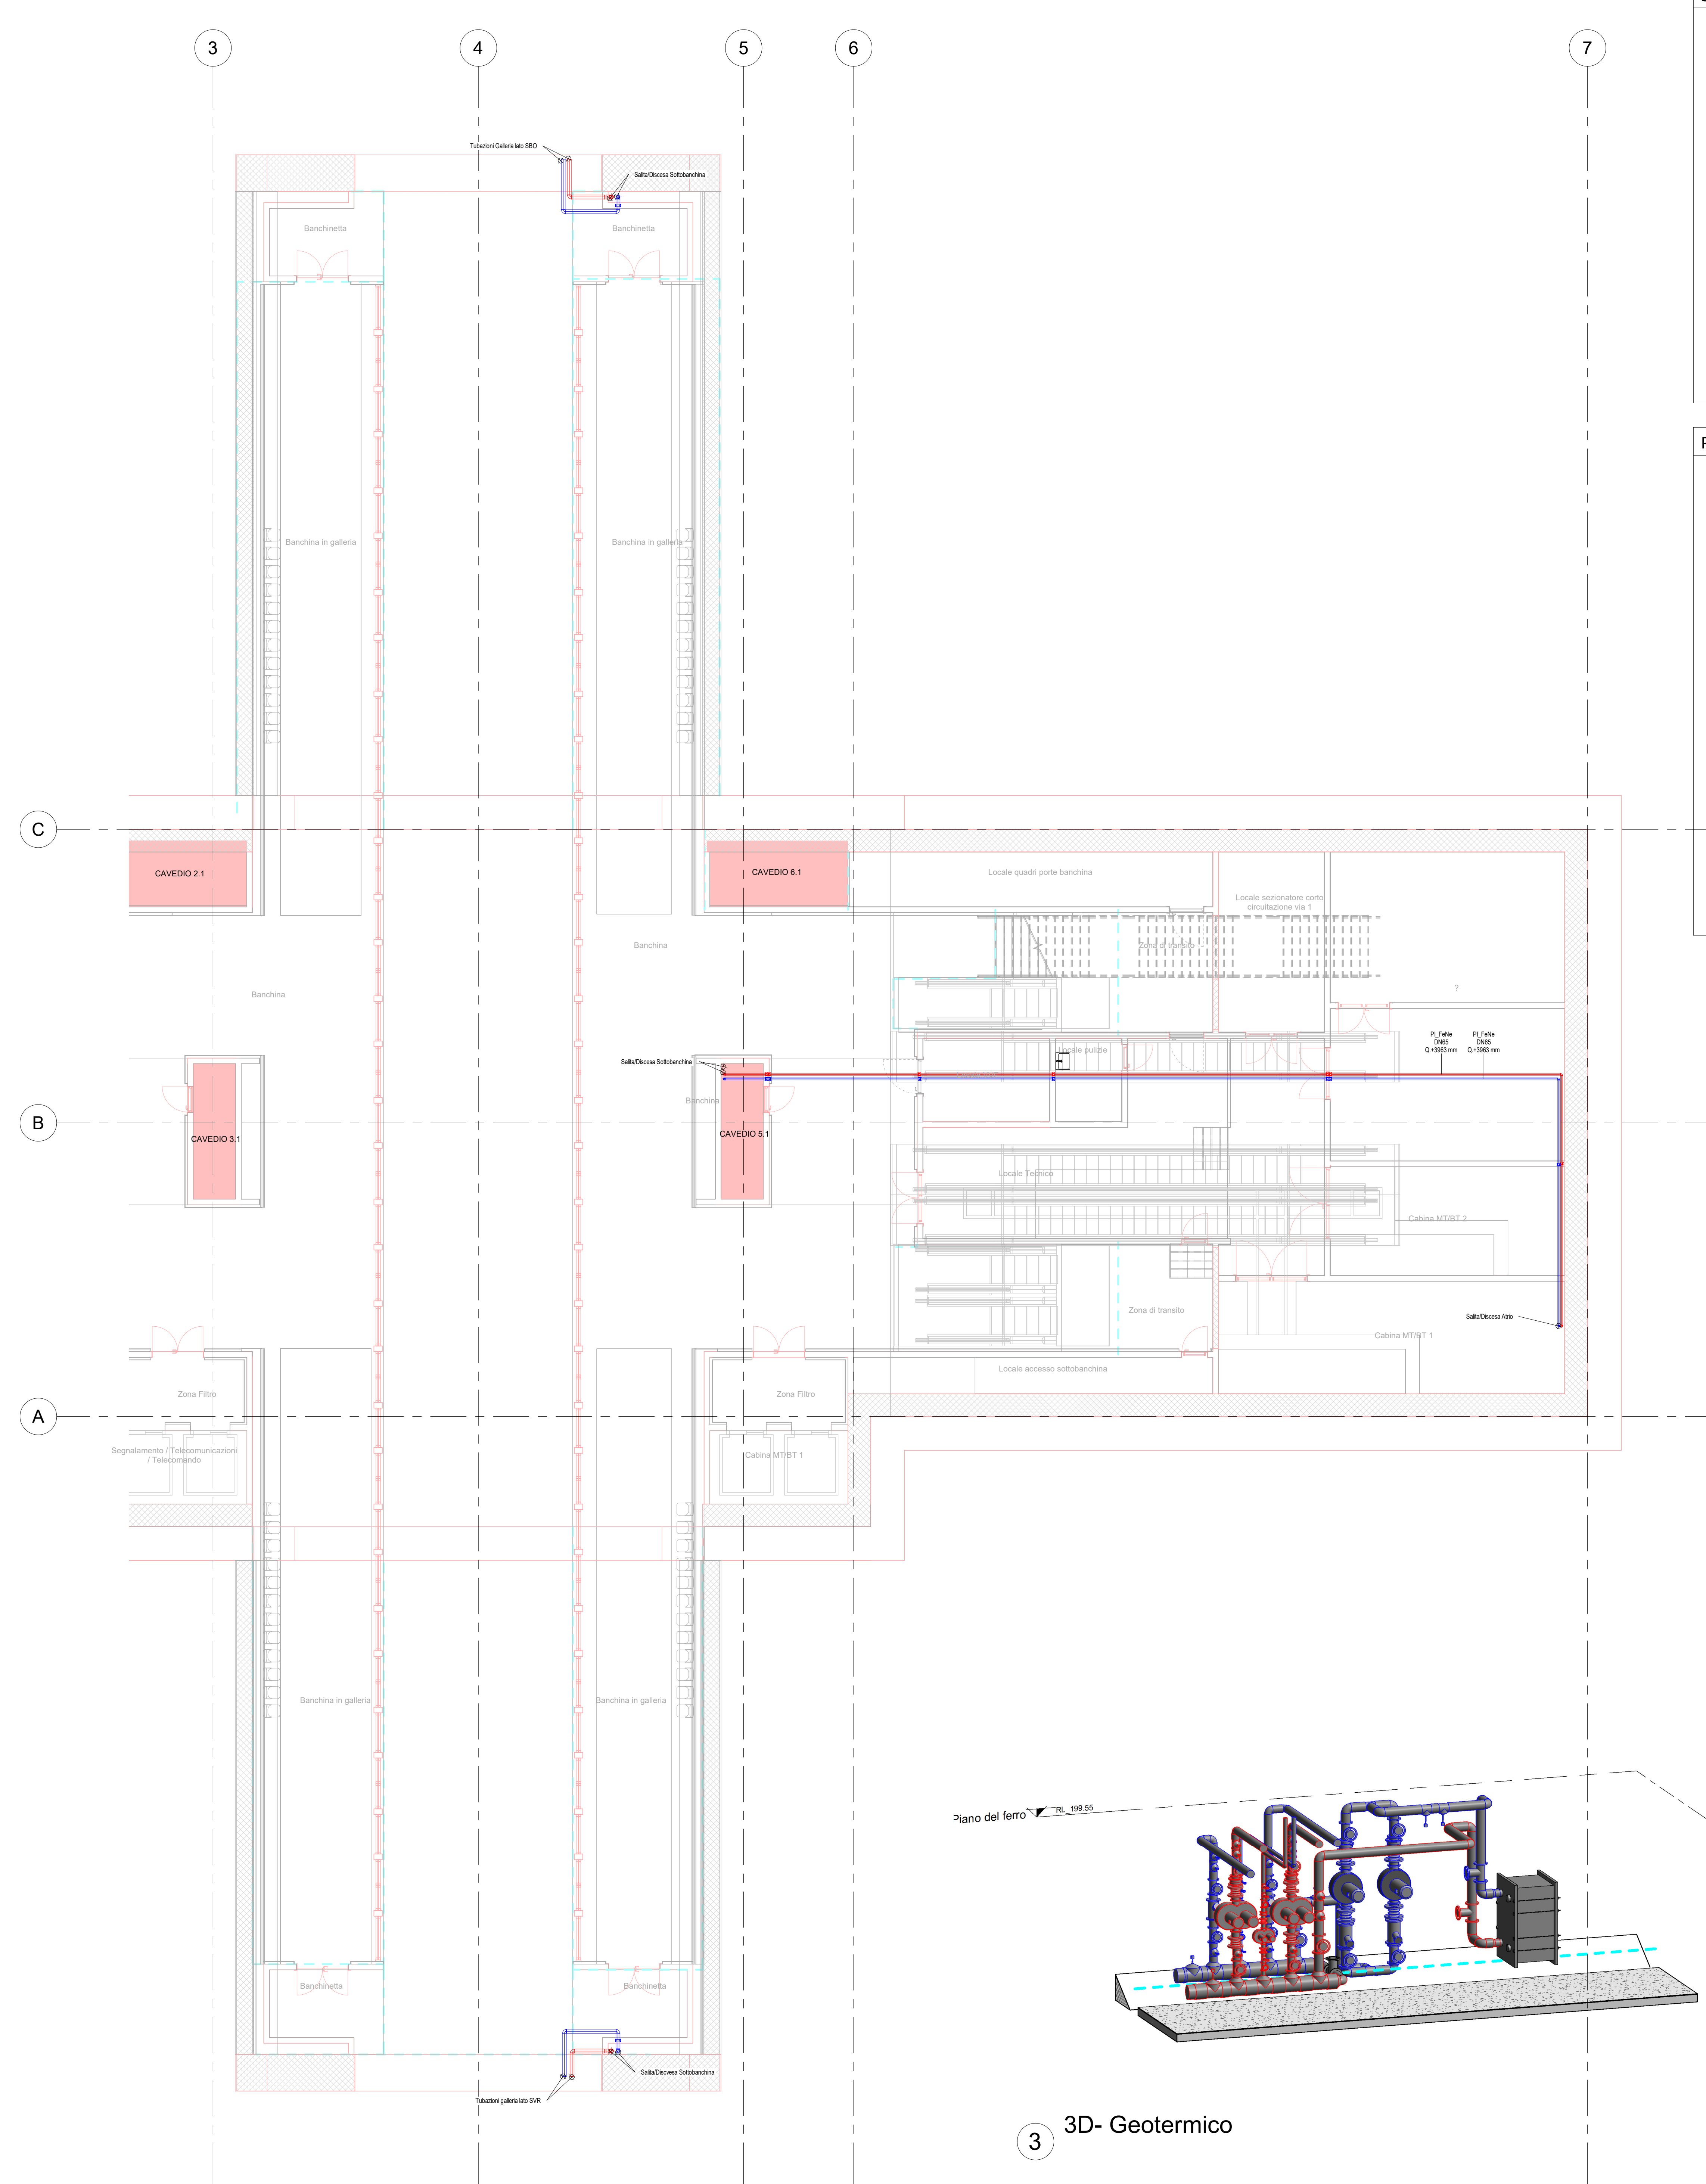 3
4
5
6
7
Tubazioni Galleria lato SBO
Salita/Discesa Sottobanchina
Banchinetta
Banchinetta
Banchina in galleria
Banchina in galleria
C
CAVEDIO 2.1
CAVEDIO 6.1
Locale quadri porte banchina
Locale sezionatore corto
circuitazione via 1
Banchina
Zona di transito
Banchina
?
PI_FeNe
DN65
Q.+3963 mm
PI_FeNe
DN65
Q.+3963 mm
Locale pulizie
Salita/Discesa Sottobanchina
Banchina
B
CAVEDIO 3.1
CAVEDIO 5.1
Locale Tecnico
Cabina MT/BT 2
Zona di transito
Salita/Discesa Atrio
Cabina MT/BT 1
Locale accesso sottobanchina
Zona Filtro
Zona Filtro
A
Segnalamento / Telecomunicazioni
/ Telecomando
Cabina MT/BT 1
Banchina in galleria
Banchina in galleria
Piano del ferro
RL_199.55
Banchinetta
Banchinetta
Salita/Discvesa Sottobanchina
Tubazioni galleria lato SVR
3
3D- Geotermico